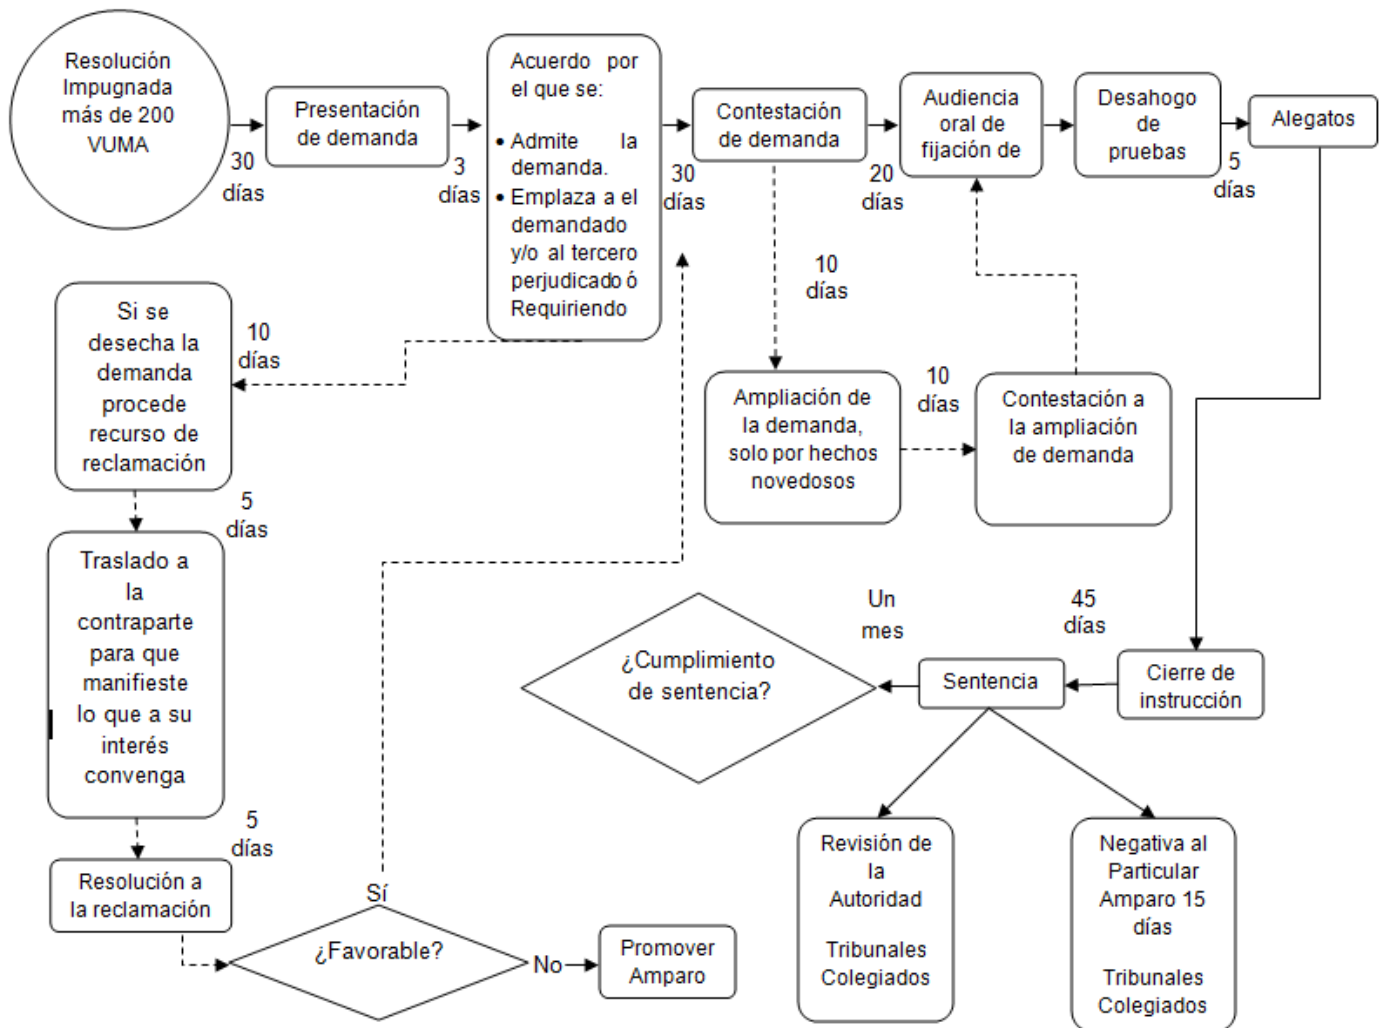 Resolución
Impugnada
más de 200
VUMA
30
días
Presentación
de demanda
3
días
Acuerdo por
el que se:
• Admite la
demanda.
• Emplaza a el
demandado
y/o al tercero
perjudicado ó
Requiriendo
30
días
Contestación
de demanda
20
días
Audiencia
oral de
fijación de
Desahogo
de
pruebas
5
días
Alegatos
10
días
Ampliación de
la demanda,
solo por hechos
novedosos
10
días
Contestación a
la ampliación
de demanda
Si se
desecha la
demanda
procede
recurso de
reclamación
10
días
5
días
Traslado a
la
contraparte
para que
manifieste
lo que a su
interés
convenga
5
días
Resolución a
la reclamación
¿Favorable?
Sí
No
Promover
Amparo
Cierre de
instrucción
45
días
Sentencia
Un
mes
¿Cumplimiento
de sentencia?
Revisión de
la
Autoridad
Tribunales
Colegiados
Negativa al
Particular
Amparo 15
días
Tribunales
Colegiados